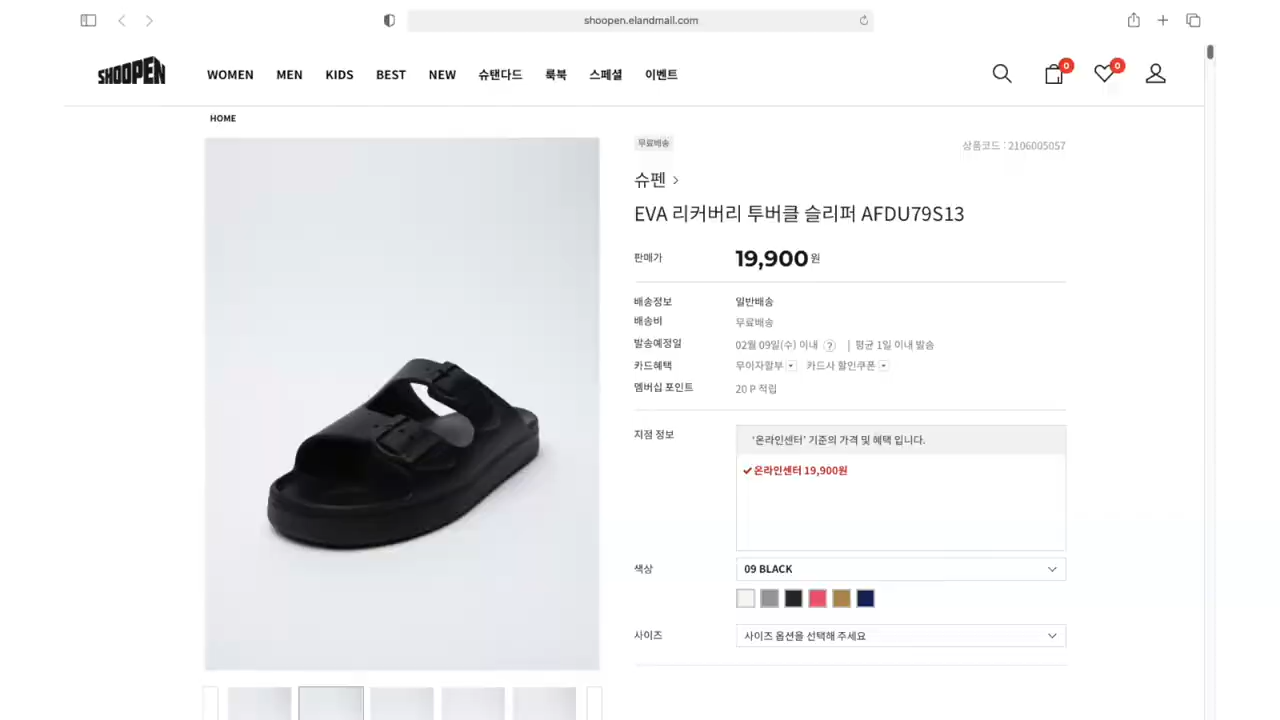 shoopen.elandmall.com
SHOOPEN
WOMEN MEN KIDS BEST NEW 슈탠다드 룩북 스페셜 이벤트
0 0
HOME
무료배송
상품코드 : 2106005057
슈펜 >
EVA 리커버리 투버클 슬리퍼 AFDU79S13
판매가 19,900원
배송정보 일반배송
배송비 무료배송
발송예정일 02월 09일(수) 이내 ? | 평균 1일 이내 발송
카드혜택 무이자할부 카드사 할인쿠폰
멤버십 포인트 20 P 적립
지점 정보 '온라인센터' 기준의 가격 및 혜택 입니다.
온라인센터 19,900원
색상 09 BLACK
사이즈 사이즈 옵션을 선택해 주세요